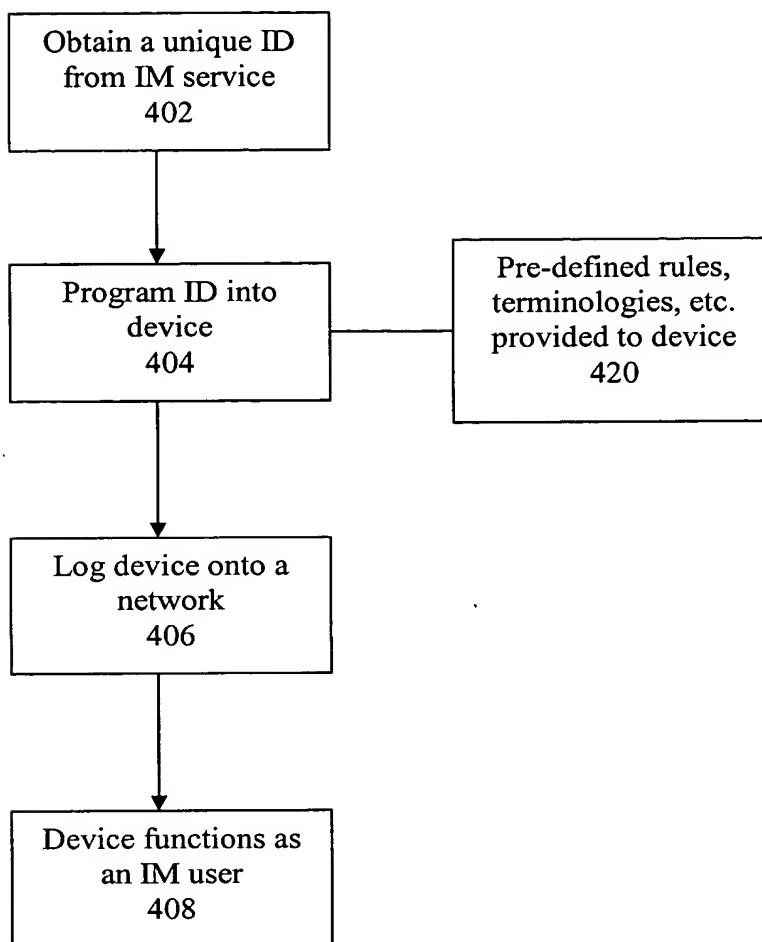 Obtain a unique ID
from IM service
402
Program ID into
device
404
Pre-defined rules,
terminologies, etc.
provided to device
420
Log device onto a
network
406
Device functions as
an IM user
408